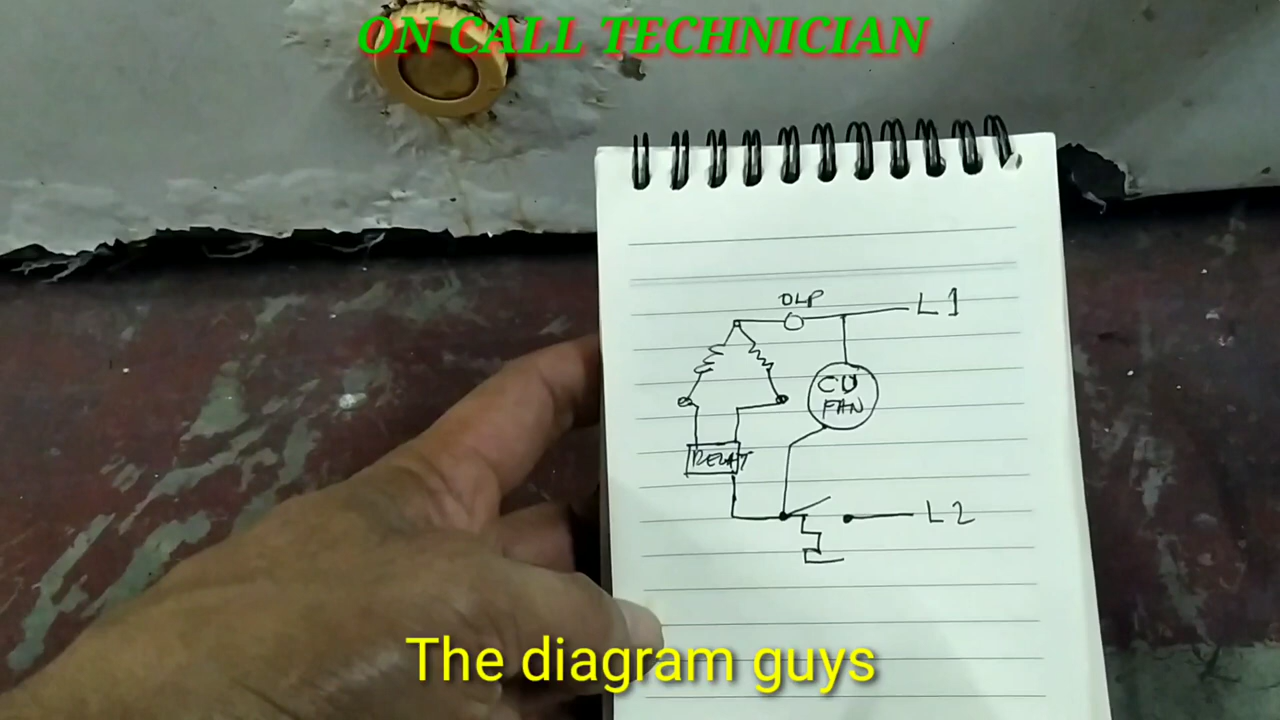 ON CALL TECHNICIAN
OLP
L1
CU
FAN
RELAY
L2
The diagram guys